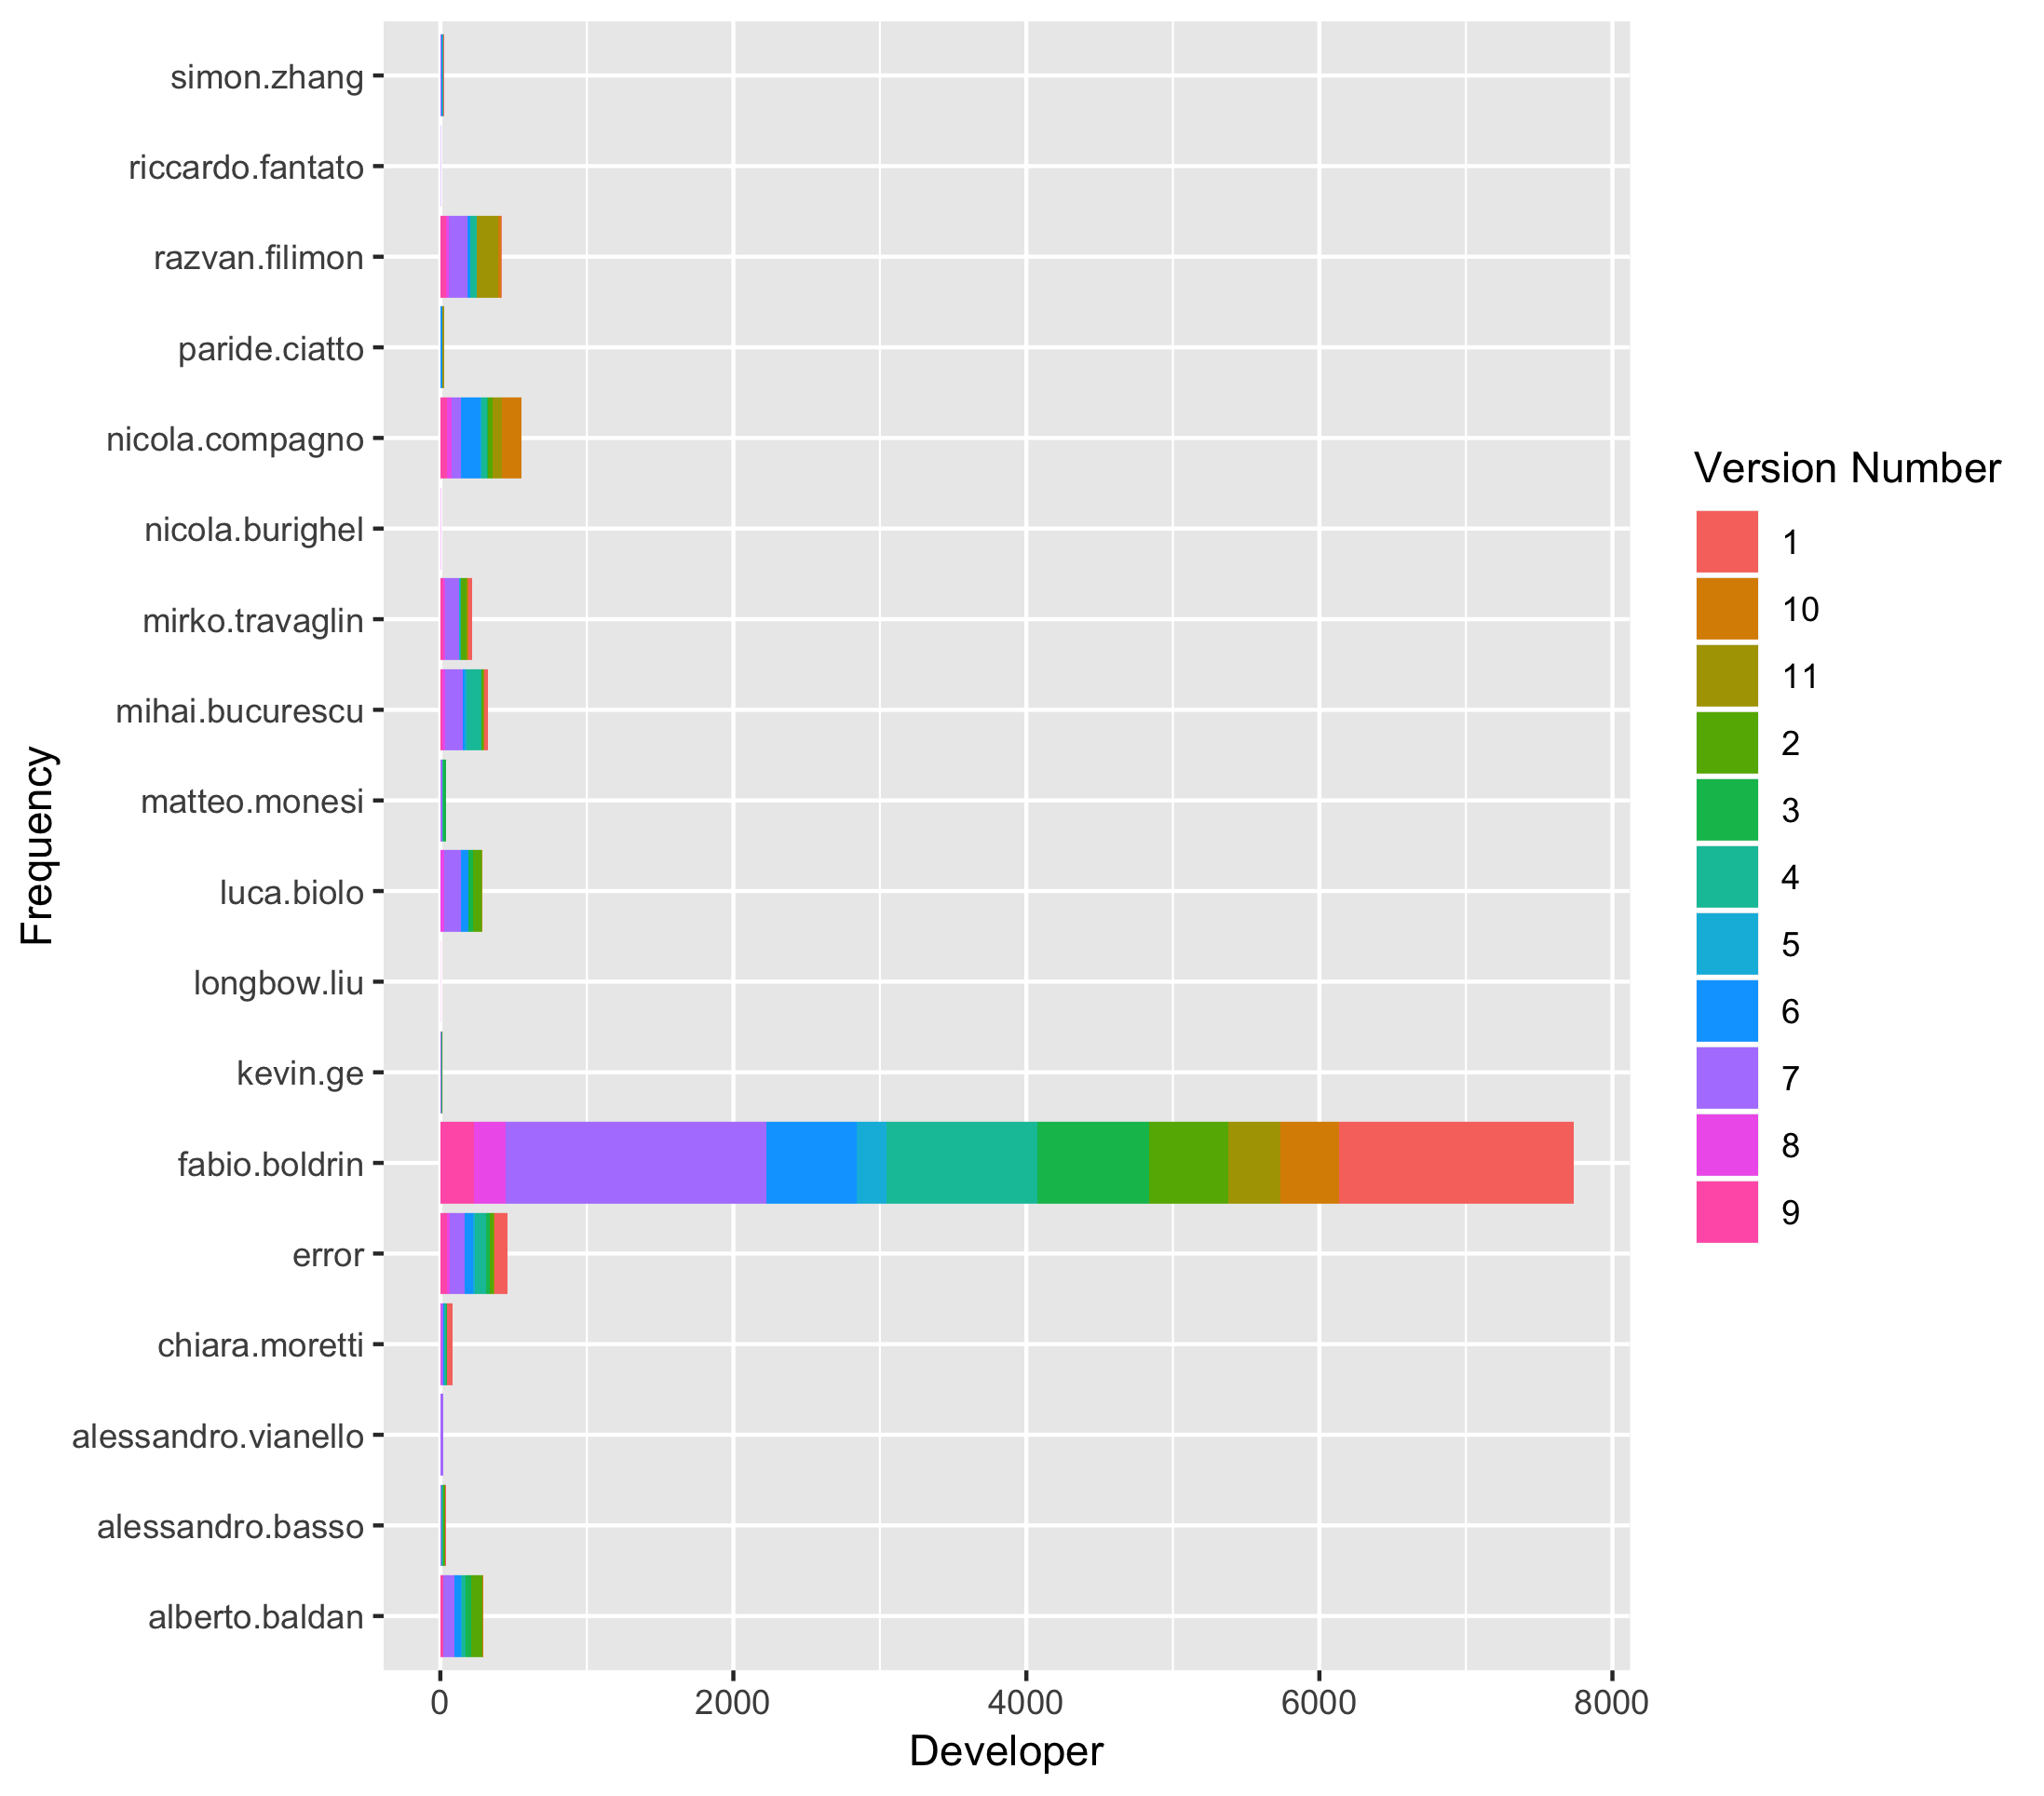 simon.zhang
riccardo.fantato
razvan.filimon
paride.ciatto
nicola.compagno
nicola.burighel
mirko.travaglin
mihai.bucurescu
matteo.monesi
luca.biolo
longbow.liu
kevin.ge
fabio.boldrin
error
chiara.moretti
alessandro.vianello
alessandro.basso
alberto.baldan
Frequency
0 2000 4000 6000 8000
Developer
Version Number
1
10
11
2
3
4
5
6
7
8
9